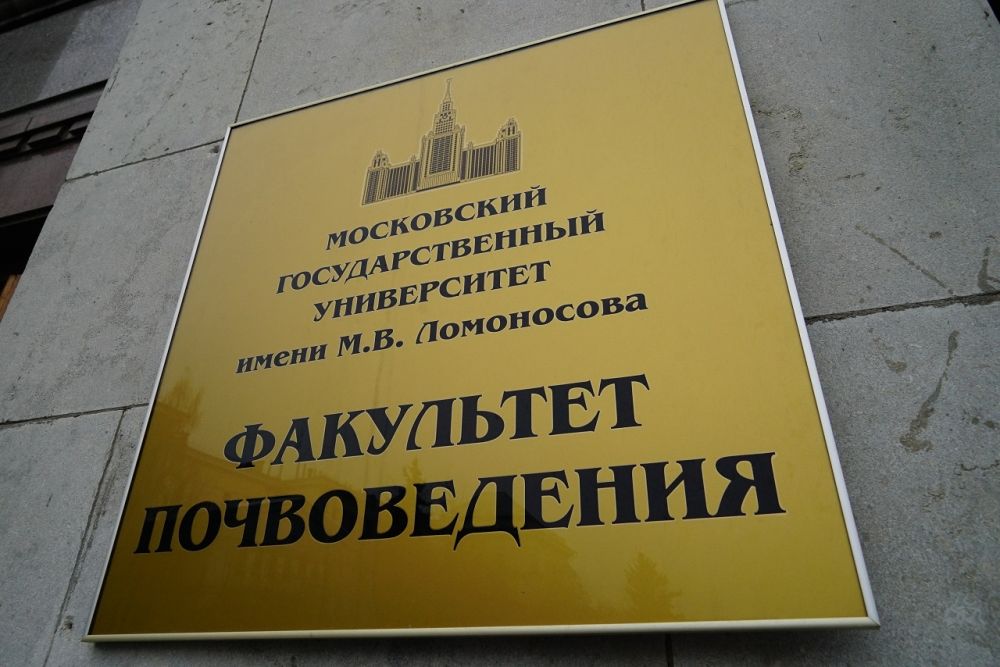 МОСКОВСКИЙ
ГОСУДАРСТВЕННЫЙ
УНИВЕРСИТЕТ
имени М.В. Ломоносова
ФАКУЛЬТЕТ
ПОЧВОВЕДЕНИЯ